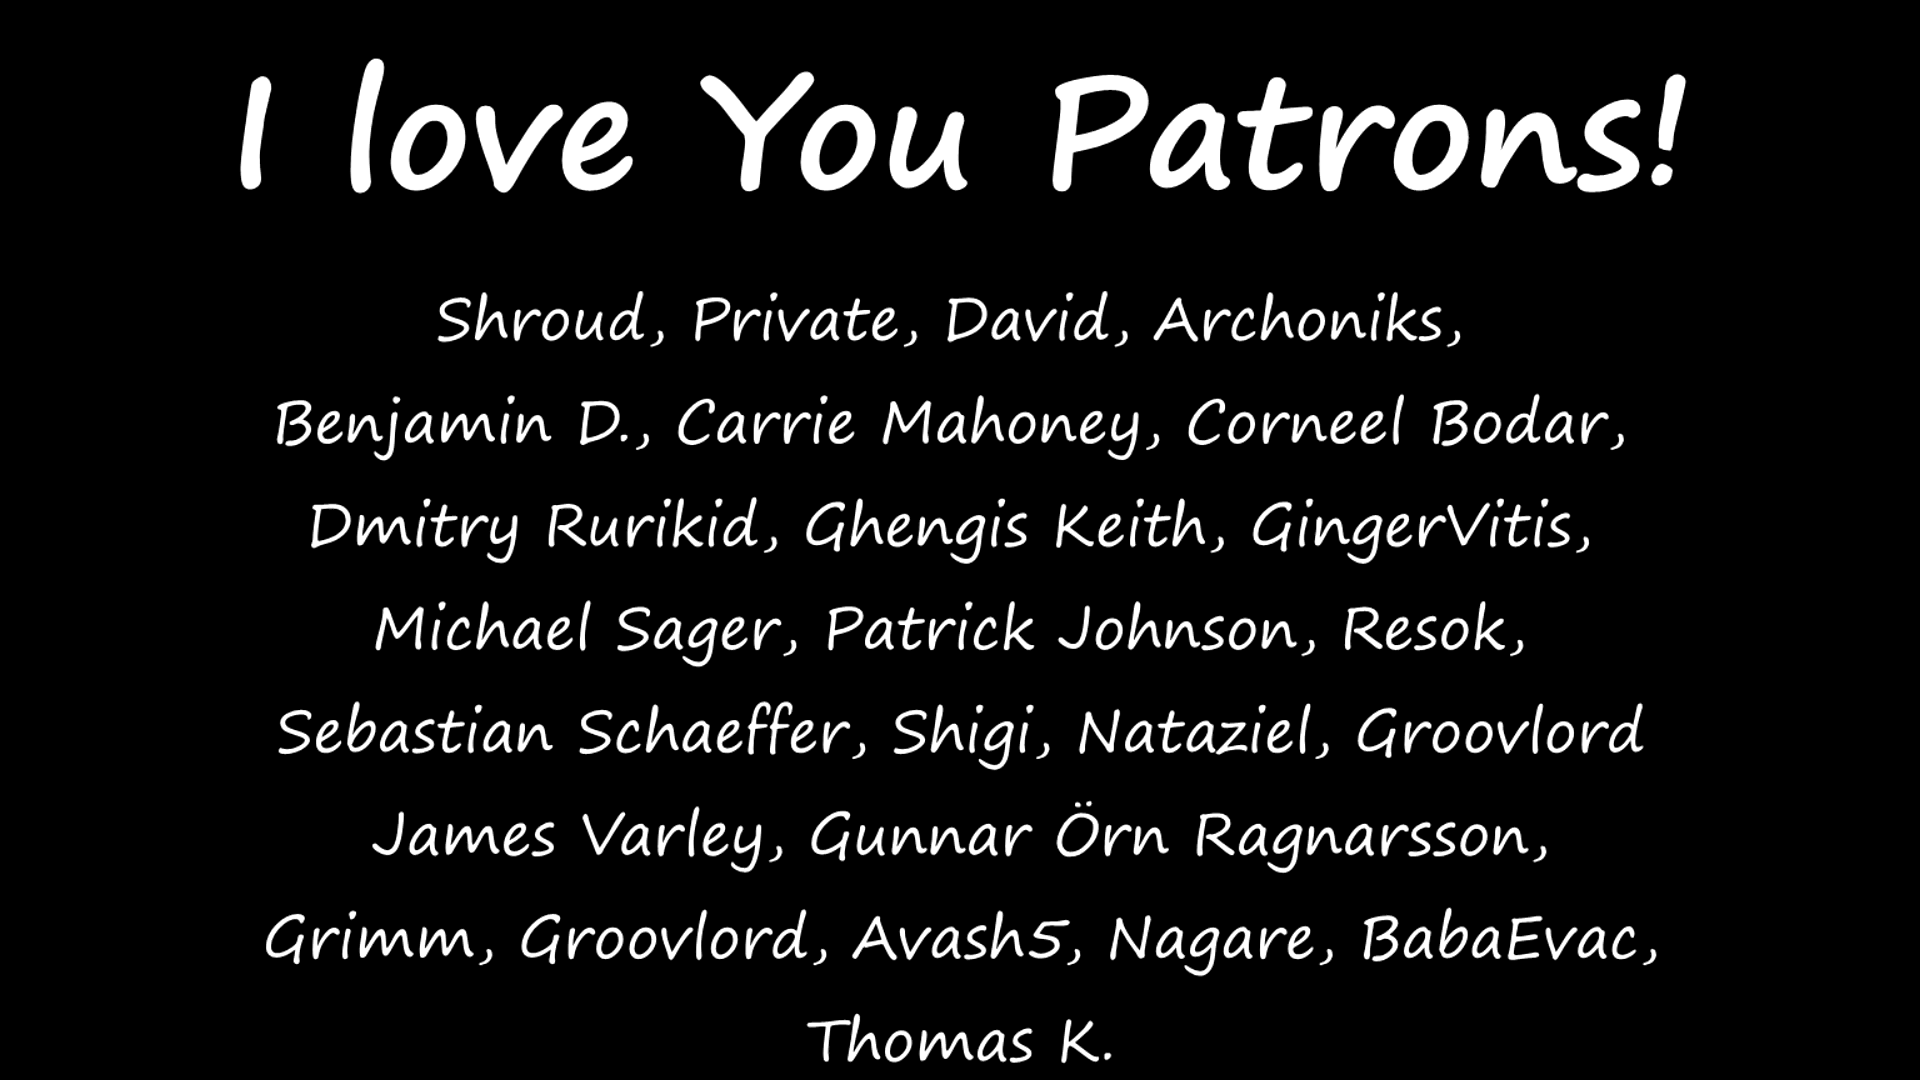 I love You Patrons!
Shroud, Private, David, Archoniks,
Benjamin D., Carrie Mahoney, Corneel Bodar,
Dmitry Rurikid, Ghengis Keith, GingerVitis,
Michael Sager, Patrick Johnson, Resok,
Sebastian Schaeffer, Shigi, Nataziel, Groovlord
James Varley, Gunnar Örn Ragnarsson,
Grimm, Groovlord, Avash5, Nagare, BabaEvac,
Thomas K.